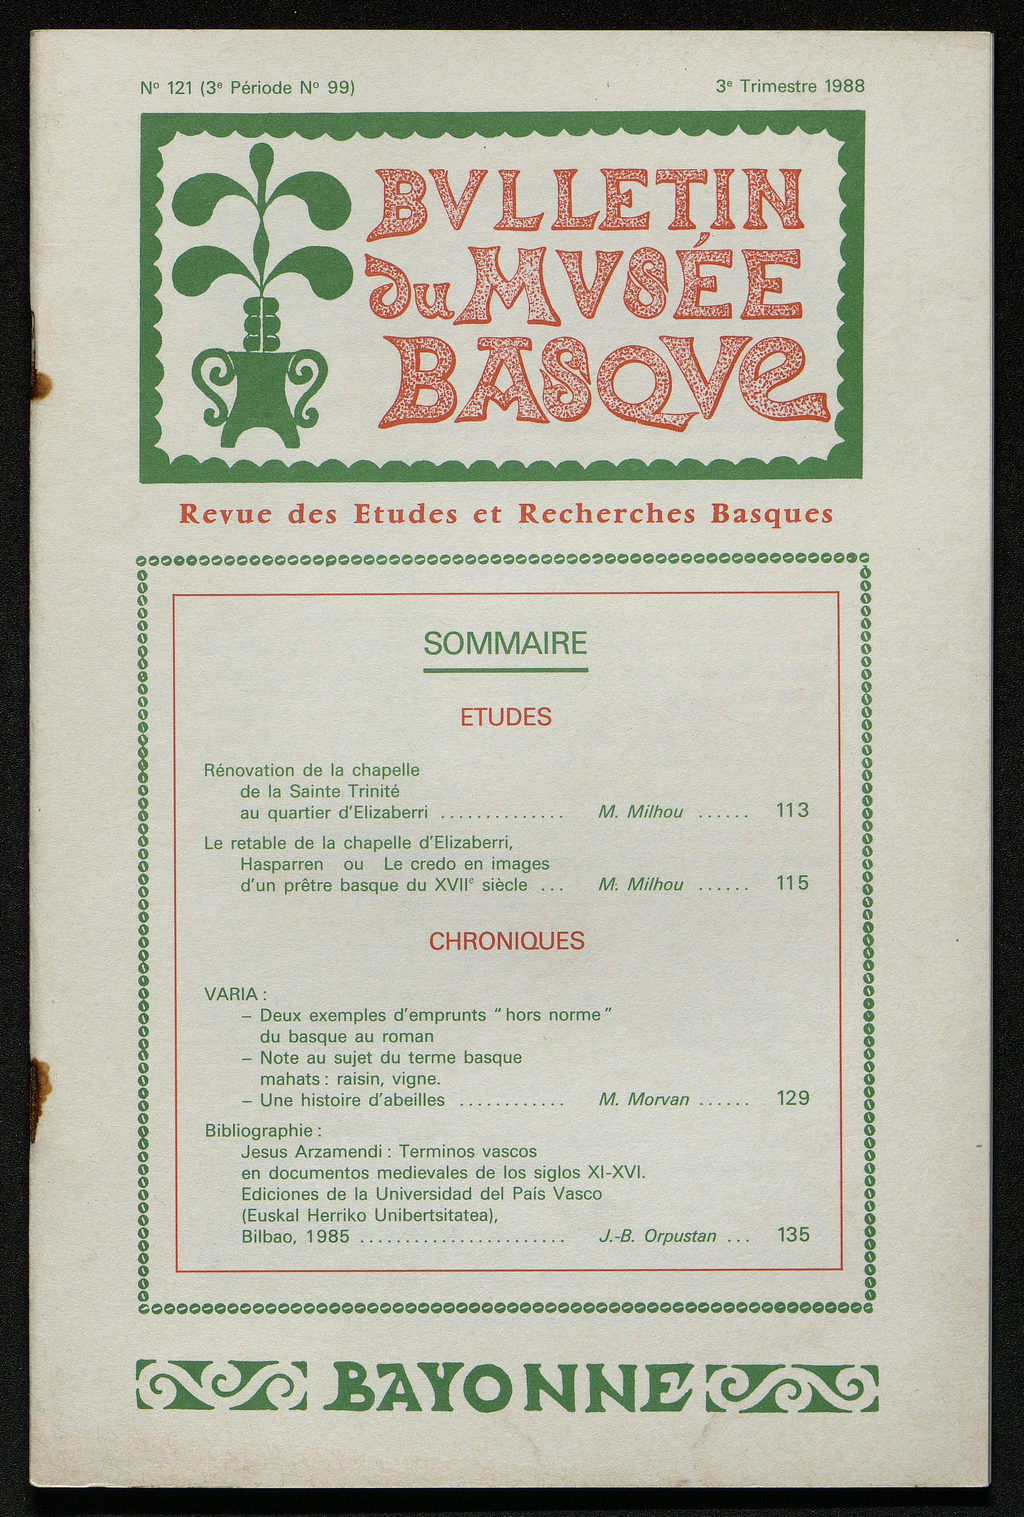 Nº 121 (3e Période Nº 99)
3e Trimestre 1988
BVLLETIN
du MVSÉE
BASQVE
Revue des Etudes et Recherches Basques
SOMMAIRE
ETUDES
Rénovation de la chapelle
de la Sainte Trinité
au quartier d'Elizaberri .............. M. Milhou ...... 113
Le retable de la chapelle d'Elizaberri,
Hasparren ou Le credo en images
d'un prêtre basque du XVIIe siècle ... M. Milhou ...... 115
CHRONIQUES
VARIA :
– Deux exemples d'emprunts "hors norme"
du basque au roman
– Note au sujet du terme basque
mahats : raisin, vigne.
– Une histoire d'abeilles ............ M. Morvan ...... 129
Bibliographie :
Jesus Arzamendi : Terminos vascos
en documentos medievales de los siglos XI-XVI.
Ediciones de la Universidad del País Vasco
(Euskal Herriko Unibertsitatea),
Bilbao, 1985 ....................... J.-B. Orpustan ... 135
BAYONNE